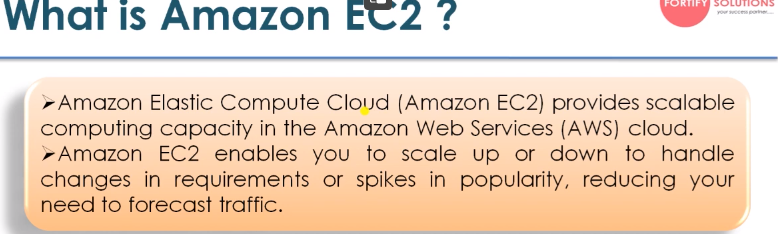 What is Amazon EC2 ?
FORTIFY SOLUTIONS
your success partner....
➤Amazon Elastic Compute Cloud (Amazon EC2) provides scalable
computing capacity in the Amazon Web Services (AWS) cloud.
➤Amazon EC2 enables you to scale up or down to handle
changes in requirements or spikes in popularity, reducing your
need to forecast traffic.